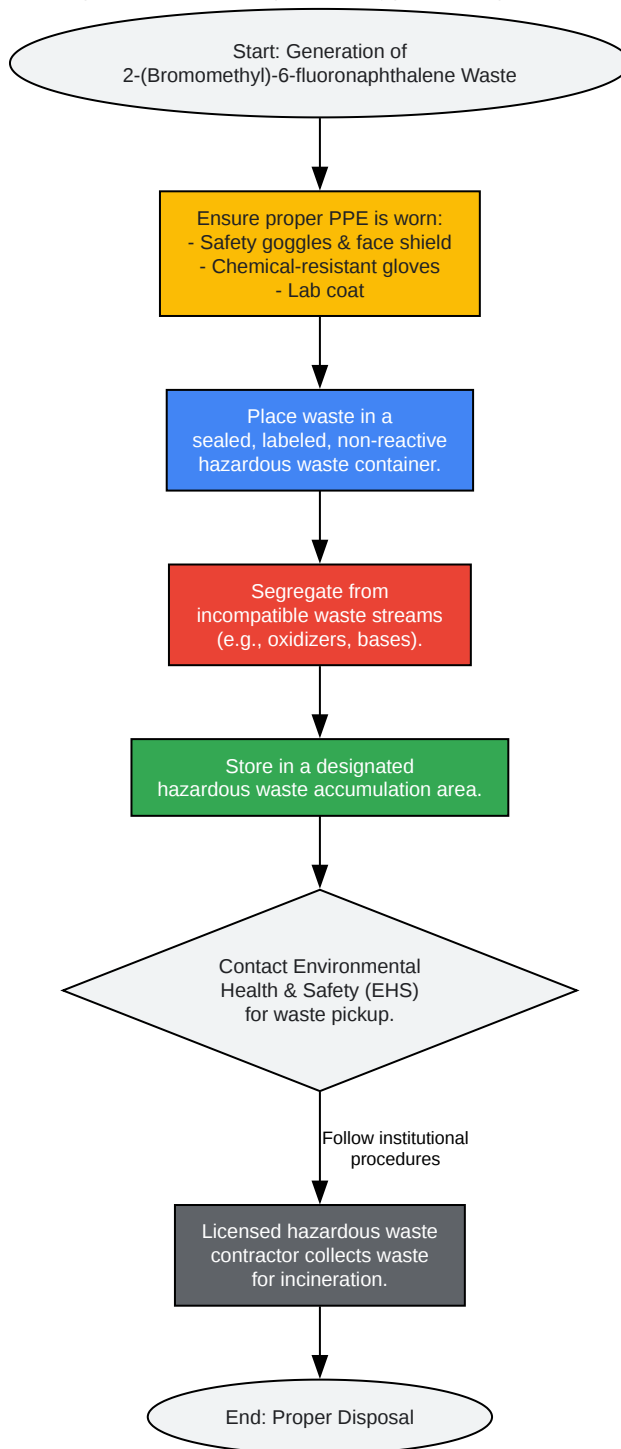 Start: Generation of
2-(Bromomethyl)-6-fluoronaphthalene Waste
Ensure proper PPE is worn:
- Safety goggles & face shield
- Chemical-resistant gloves
- Lab coat
Place waste in a
sealed, labeled, non-reactive
hazardous waste container.
Segregate from
incompatible waste streams
(e.g., oxidizers, bases).
Store in a designated
hazardous waste accumulation area.
Contact Environmental
Health & Safety (EHS)
for waste pickup.
Follow institutional
procedures
Licensed hazardous waste
contractor collects waste
for incineration.
End: Proper Disposal